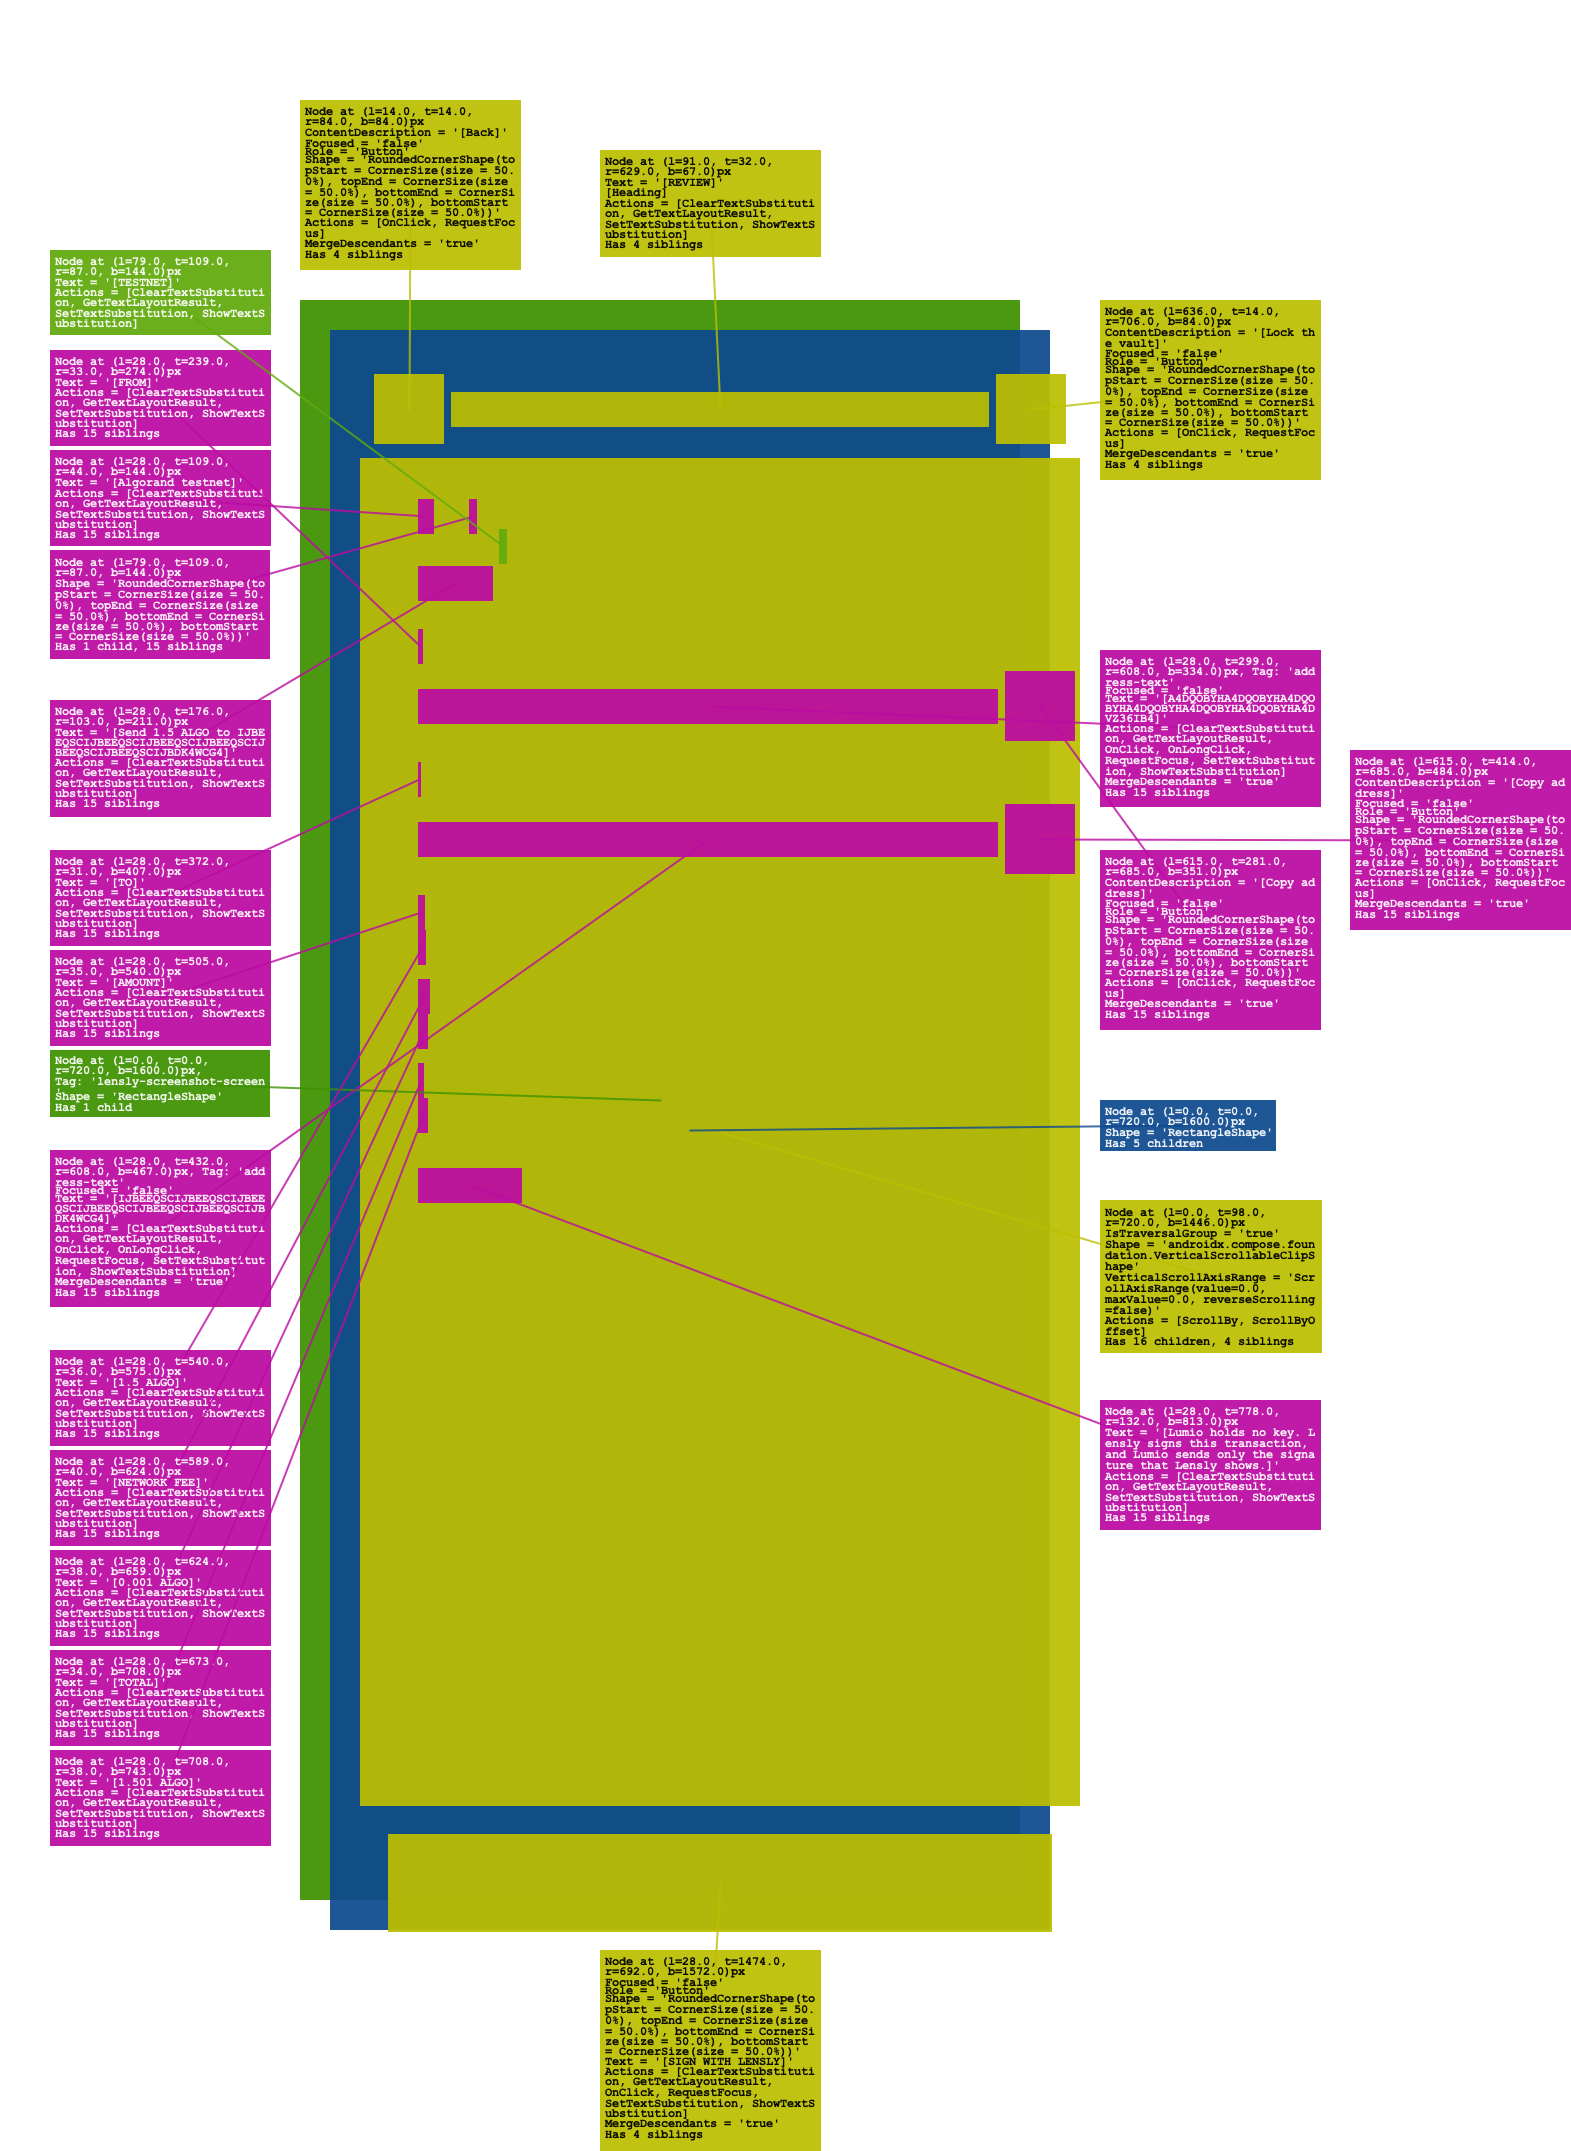 Node at (l=14.0, t=14.0,
r=84.0, b=84.0)px
ContentDescription = '[Back]'
Focused = 'false'
Role = 'Button'
Shape = 'RoundedCornerShape(to
pStart = CornerSize(size = 50.
0%), topEnd = CornerSize(size
= 50.0%), bottomEnd = CornerSi
ze(size = 50.0%), bottomStart
= CornerSize(size = 50.0%))'
Actions = [OnClick, RequestFoc
us]
MergeDescendants = 'true'
Has 4 siblings
Node at (l=91.0, t=32.0,
r=629.0, b=67.0)px
Text = '[REVIEW]'
[Heading]
Actions = [ClearTextSubstituti
on, GetTextLayoutResult,
SetTextSubstitution, ShowTextS
ubstitution]
Has 4 siblings
Node at (l=79.0, t=109.0,
r=87.0, b=144.0)px
Text = '[TESTNET]'
Actions = [ClearTextSubstituti
on, GetTextLayoutResult,
SetTextSubstitution, ShowTextS
ubstitution]
Node at (l=636.0, t=14.0,
r=706.0, b=84.0)px
ContentDescription = '[Lock th
e vault]'
Focused = 'false'
Role = 'Button'
Shape = 'RoundedCornerShape(to
pStart = CornerSize(size = 50.
0%), topEnd = CornerSize(size
= 50.0%), bottomEnd = CornerSi
ze(size = 50.0%), bottomStart
= CornerSize(size = 50.0%))'
Actions = [OnClick, RequestFoc
us]
MergeDescendants = 'true'
Has 4 siblings
Node at (l=28.0, t=239.0,
r=33.0, b=274.0)px
Text = '[FROM]'
Actions = [ClearTextSubstituti
on, GetTextLayoutResult,
SetTextSubstitution, ShowTextS
ubstitution]
Has 15 siblings
Node at (l=28.0, t=109.0,
r=44.0, b=144.0)px
Text = '[Algorand testnet]'
Actions = [ClearTextSubstituti
on, GetTextLayoutResult,
SetTextSubstitution, ShowTextS
ubstitution]
Has 15 siblings
Node at (l=79.0, t=109.0,
r=87.0, b=144.0)px
Shape = 'RoundedCornerShape(to
pStart = CornerSize(size = 50.
0%), topEnd = CornerSize(size
= 50.0%), bottomEnd = CornerSi
ze(size = 50.0%), bottomStart
= CornerSize(size = 50.0%))'
Has 1 child, 15 siblings
Node at (l=28.0, t=176.0,
r=103.0, b=211.0)px
Text = '[Send 1.5 ALGO to IJBE
EQSCIJBEEQSCIJBEEQSCIJBEEQSCIJ
BEEQSCIJBEEQSCIJBDK4WCG4]'
Actions = [ClearTextSubstituti
on, GetTextLayoutResult,
SetTextSubstitution, ShowTextS
ubstitution]
Has 15 siblings
Node at (l=28.0, t=299.0,
r=608.0, b=334.0)px, Tag: 'add
ress-text'
Focused = 'false'
Text = '[A4DQOBYHA4DQOBYHA4DQO
BYHA4DQOBYHA4DQOBYHA4DQOBYHA4D
VZ36IB4]'
Actions = [ClearTextSubstituti
on, GetTextLayoutResult,
OnClick, OnLongClick,
RequestFocus, SetTextSubstitut
ion, ShowTextSubstitution]
MergeDescendants = 'true'
Has 15 siblings
Node at (l=615.0, t=414.0,
r=685.0, b=484.0)px
ContentDescription = '[Copy ad
dress]'
Focused = 'false'
Role = 'Button'
Shape = 'RoundedCornerShape(to
pStart = CornerSize(size = 50.
0%), topEnd = CornerSize(size
= 50.0%), bottomEnd = CornerSi
ze(size = 50.0%), bottomStart
= CornerSize(size = 50.0%))'
Actions = [OnClick, RequestFoc
us]
MergeDescendants = 'true'
Has 15 siblings
Node at (l=28.0, t=372.0,
r=31.0, b=407.0)px
Text = '[TO]'
Actions = [ClearTextSubstituti
on, GetTextLayoutResult,
SetTextSubstitution, ShowTextS
ubstitution]
Has 15 siblings
Node at (l=615.0, t=281.0,
r=685.0, b=351.0)px
ContentDescription = '[Copy ad
dress]'
Focused = 'false'
Role = 'Button'
Shape = 'RoundedCornerShape(to
pStart = CornerSize(size = 50.
0%), topEnd = CornerSize(size
= 50.0%), bottomEnd = CornerSi
ze(size = 50.0%), bottomStart
= CornerSize(size = 50.0%))'
Actions = [OnClick, RequestFoc
us]
MergeDescendants = 'true'
Has 15 siblings
Node at (l=28.0, t=505.0,
r=35.0, b=540.0)px
Text = '[AMOUNT]'
Actions = [ClearTextSubstituti
on, GetTextLayoutResult,
SetTextSubstitution, ShowTextS
ubstitution]
Has 15 siblings
Node at (l=0.0, t=0.0,
r=720.0, b=1600.0)px,
Tag: 'lensly-screenshot-screen
'
Shape = 'RectangleShape'
Has 1 child
Node at (l=0.0, t=0.0,
r=720.0, b=1600.0)px
Shape = 'RectangleShape'
Has 5 children
Node at (l=28.0, t=432.0,
r=608.0, b=467.0)px, Tag: 'add
ress-text'
Focused = 'false'
Text = '[IJBEEQSCIJBEEQSCIJBEE
QSCIJBEEQSCIJBEEQSCIJBEEQSCIJB
DK4WCG4]'
Actions = [ClearTextSubstituti
on, GetTextLayoutResult,
OnClick, OnLongClick,
RequestFocus, SetTextSubstitut
ion, ShowTextSubstitution]
MergeDescendants = 'true'
Has 15 siblings
Node at (l=0.0, t=98.0,
r=720.0, b=1446.0)px
IsTraversalGroup = 'true'
Shape = 'androidx.compose.foun
dation.VerticalScrollableClipS
hape'
VerticalScrollAxisRange = 'Scr
ollAxisRange(value=0.0,
maxValue=0.0, reverseScrolling
=false)'
Actions = [ScrollBy, ScrollByO
ffset]
Has 16 children, 4 siblings
Node at (l=28.0, t=540.0,
r=36.0, b=575.0)px
Text = '[1.5 ALGO]'
Actions = [ClearTextSubstituti
on, GetTextLayoutResult,
SetTextSubstitution, ShowTextS
ubstitution]
Has 15 siblings
Node at (l=28.0, t=778.0,
r=132.0, b=813.0)px
Text = '[Lumio holds no key. L
ensly signs this transaction,
and Lumio sends only the signa
ture that Lensly shows.]'
Actions = [ClearTextSubstituti
on, GetTextLayoutResult,
SetTextSubstitution, ShowTextS
ubstitution]
Has 15 siblings
Node at (l=28.0, t=589.0,
r=40.0, b=624.0)px
Text = '[NETWORK FEE]'
Actions = [ClearTextSubstituti
on, GetTextLayoutResult,
SetTextSubstitution, ShowTextS
ubstitution]
Has 15 siblings
Node at (l=28.0, t=624.0,
r=38.0, b=659.0)px
Text = '[0.001 ALGO]'
Actions = [ClearTextSubstituti
on, GetTextLayoutResult,
SetTextSubstitution, ShowTextS
ubstitution]
Has 15 siblings
Node at (l=28.0, t=673.0,
r=34.0, b=708.0)px
Text = '[TOTAL]'
Actions = [ClearTextSubstituti
on, GetTextLayoutResult,
SetTextSubstitution, ShowTextS
ubstitution]
Has 15 siblings
Node at (l=28.0, t=708.0,
r=38.0, b=743.0)px
Text = '[1.501 ALGO]'
Actions = [ClearTextSubstituti
on, GetTextLayoutResult,
SetTextSubstitution, ShowTextS
ubstitution]
Has 15 siblings
Node at (l=28.0, t=1474.0,
r=692.0, b=1572.0)px
Focused = 'false'
Role = 'Button'
Shape = 'RoundedCornerShape(to
pStart = CornerSize(size = 50.
0%), topEnd = CornerSize(size
= 50.0%), bottomEnd = CornerSi
ze(size = 50.0%), bottomStart
= CornerSize(size = 50.0%))'
Text = '[SIGN WITH LENSLY]'
Actions = [ClearTextSubstituti
on, GetTextLayoutResult,
OnClick, RequestFocus,
SetTextSubstitution, ShowTextS
ubstitution]
MergeDescendants = 'true'
Has 4 siblings